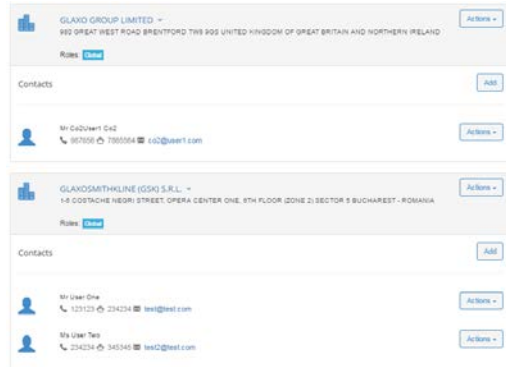 GLAXO GROUP LIMITED
Actions
980 GREAT WEST ROAD BRENTFORD TW8 9GS UNITED KINGDOM OF GREAT BRITAIN AND NORTHERN IRELAND
Roles: Global
Contacts
Add
Mr Co2User1 Co2
987656 7865564 co2@user1.com
Actions
GLAXOSMITHKLINE (GSK) S.R.L.
Actions
1-5 COSTACHE NEGRI STREET, OPERA CENTER ONE, 5TH FLOOR (ZONE 2) SECTOR 5 BUCHAREST - ROMANIA
Roles: Global
Contacts
Add
Mr User One
123123 234234 test@test.com
Actions
Ms User Two
234234 345345 test2@test.com
Actions